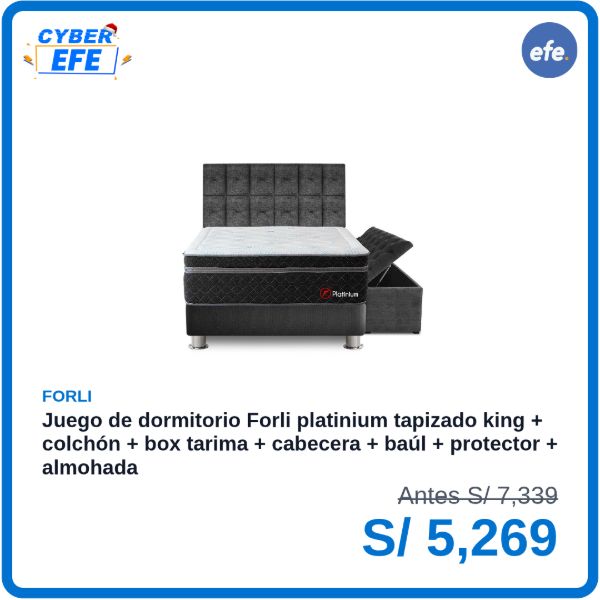 CYBER
EFE
efe.
Platinium
FORLI
Juego de dormitorio Forli platinium tapizado king +
colchón + box tarima + cabecera + baúl + protector +
almohada
Antes S/ 7,339
S/ 5,269